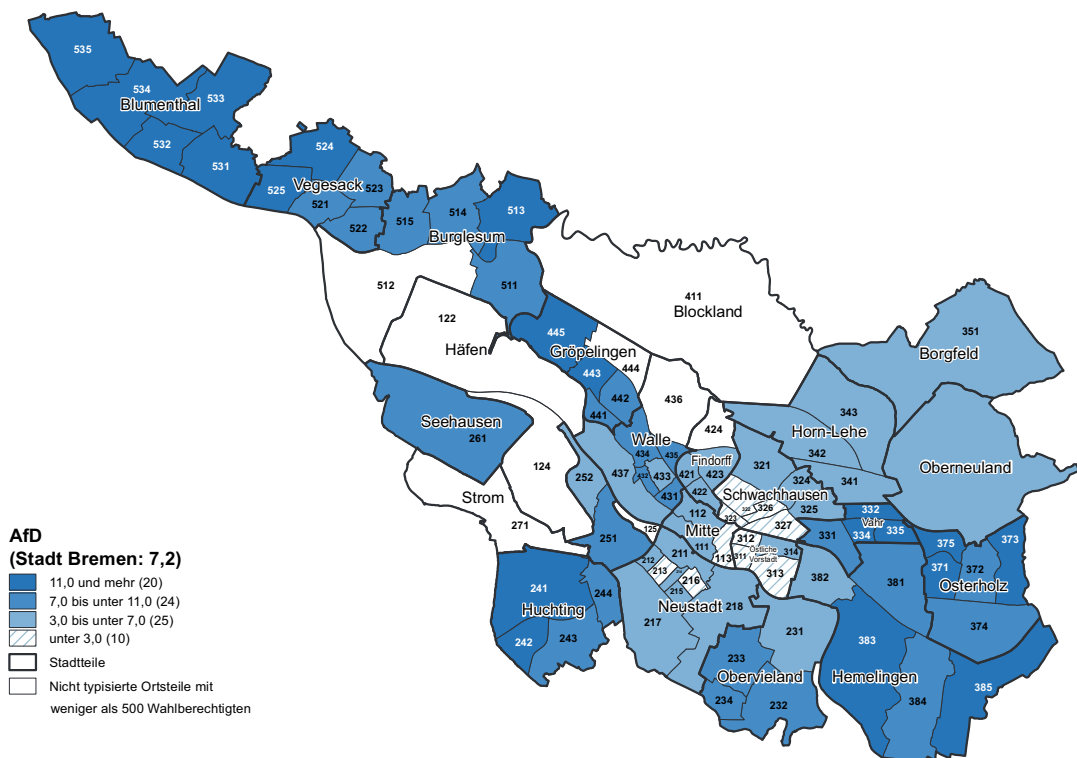 535
534
533
Blumenthal
532
531
524
Vegesack
525
523
521
522
515
514
513
Burglesum
511
512
122
Häfen
445
Gröpelingen
444
443
442
441
411
Blockland
436
424
351
Borgfeld
343
Horn-Lehe
342
341
Oberneuland
Seehausen
261
124
Strom
271
252
437
Walle
434
435
432
433
431
Findorff
421
423
422
321
324
Schwachhausen
326
325
323
327
112
Mitte
111
113
125
312
311
Östliche
Vorstadt
314
313
332
Vahr
334
335
331
373
375
371
372
Osterholz
374
251
211
212
213
216
215
Neustadt
217
218
241
Huchting
244
242
243
231
233
Obervieland
234
232
382
381
383
Hemelingen
384
385
AfD
(Stadt Bremen: 7,2)
11,0 und mehr (20)
7,0 bis unter 11,0 (24)
3,0 bis unter 7,0 (25)
unter 3,0 (10)
Stadtteile
Nicht typisierte Ortsteile mit
weniger als 500 Wahlberechtigten